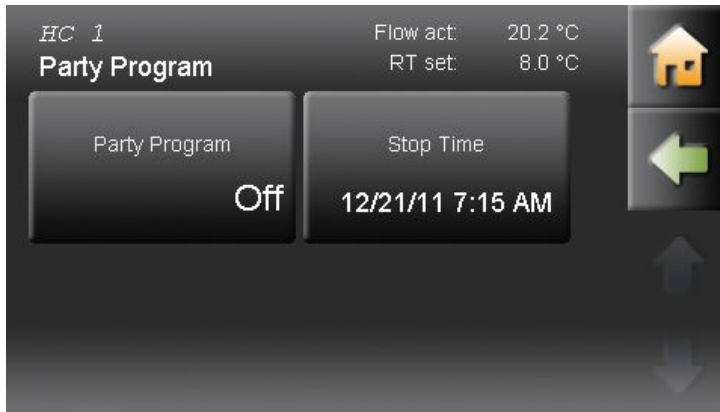 HC 1
Flow act: 20.2 °C
Party Program
RT set: 8.0 °C
Party Program
Off
Stop Time
12/21/11 7:15 AM